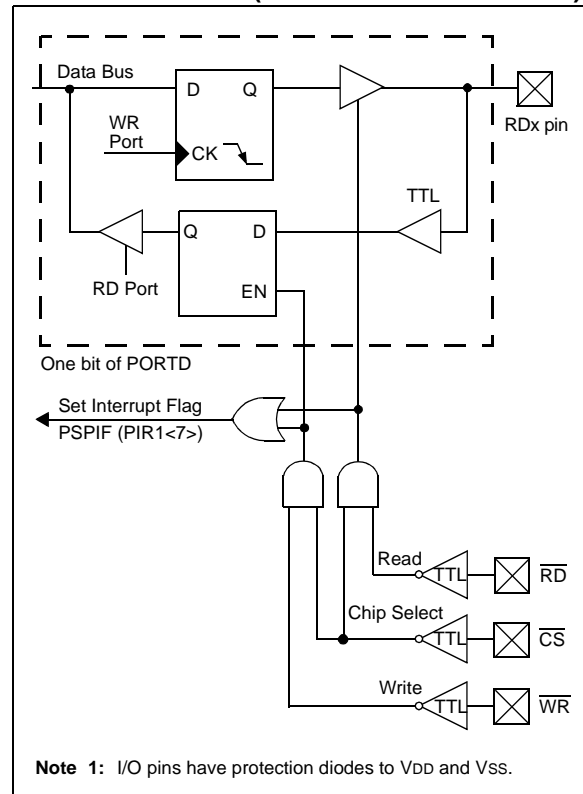 Data Bus
D Q
RDx pin
WR
Port
CK
TTL
Q D
RD Port
EN
One bit of PORTD
Set Interrupt Flag
PSPIF (PIR1<7>)
Read
TTL
RD
Chip Select
TTL
CS
Write
TTL
WR
Note 1: I/O pins have protection diodes to VDD and VSS.